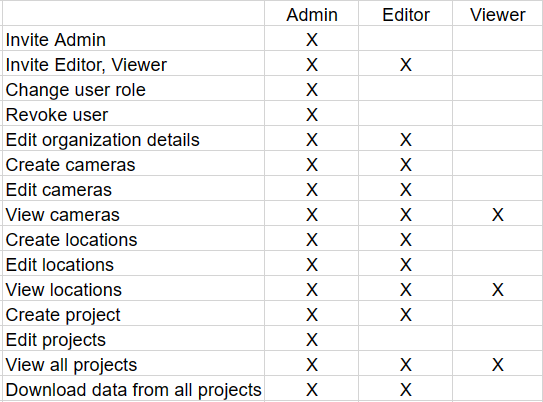 Admin Editor Viewer
Invite Admin X
Invite Editor, Viewer X X
Change user role X
Revoke user X
Edit organization details X X
Create cameras X X
Edit cameras X X
View cameras X X X
Create locations X X
Edit locations X X
View locations X X X
Create project X X
Edit projects X
View all projects X X X
Download data from all projects X X